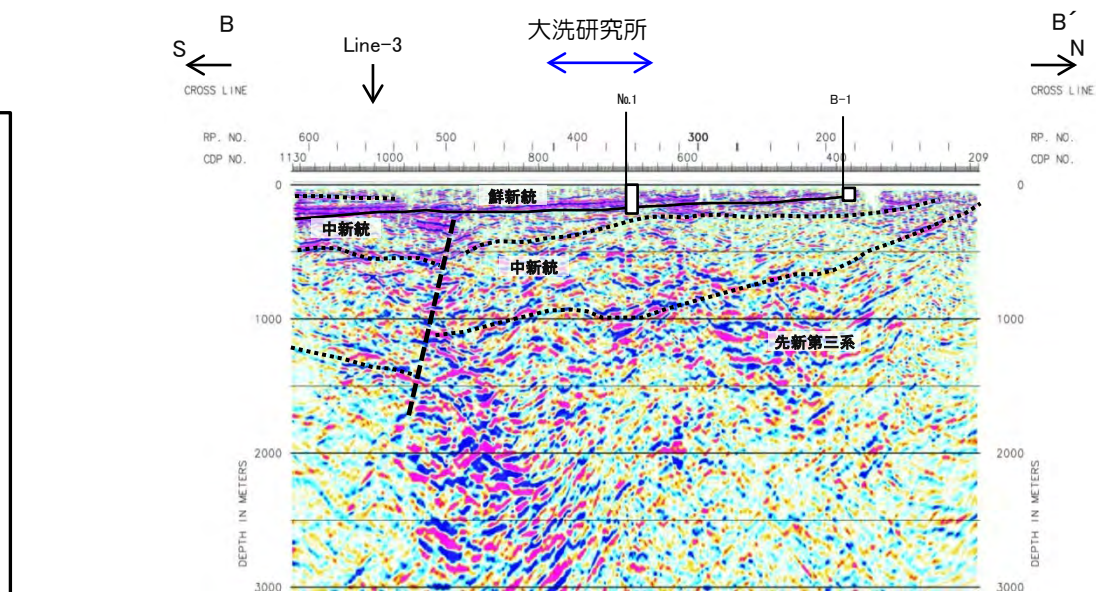 B
B´
大洗研究所
S
Line-3
N
CROSS LINE
CROSS LINE
No.1
B-1
RP. NO. 600 500 400 300 200 RP. NO.
CDP NO. 1130 1000 800 600 400 209 CDP NO.
0 0
鮮新統
中新統
中新統
1000 1000
先新第三系
2000 2000
DEPTH IN METERS
DEPTH IN METERS
3000 3000